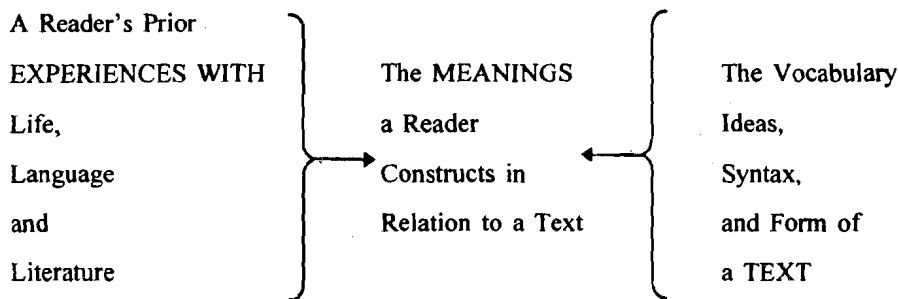 A Reader's Prior
EXPERIENCES WITH
Life,
Language
and
Literature
The MEANINGS
a Reader
Constructs in
Relation to a Text
The Vocabulary
Ideas,
Syntax,
and Form of
a TEXT